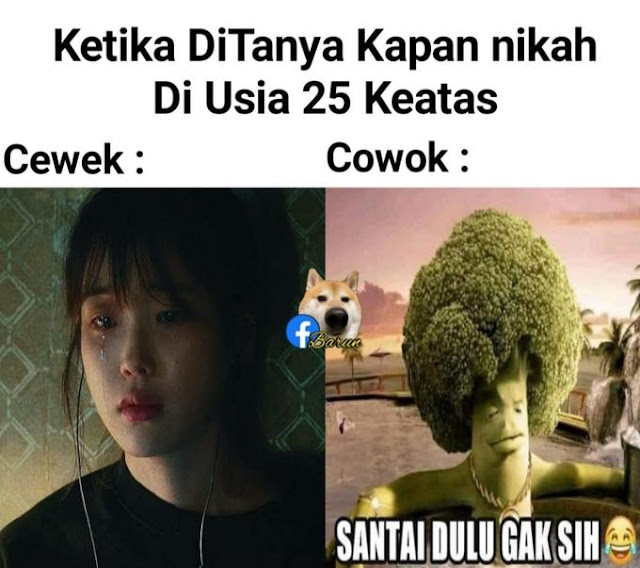 Ketika DiTanya Kapan nikah
Di Usia 25 Keatas
Cewek :
Cowok :
f
Barun
SANTAI DULU GAK SIH😂